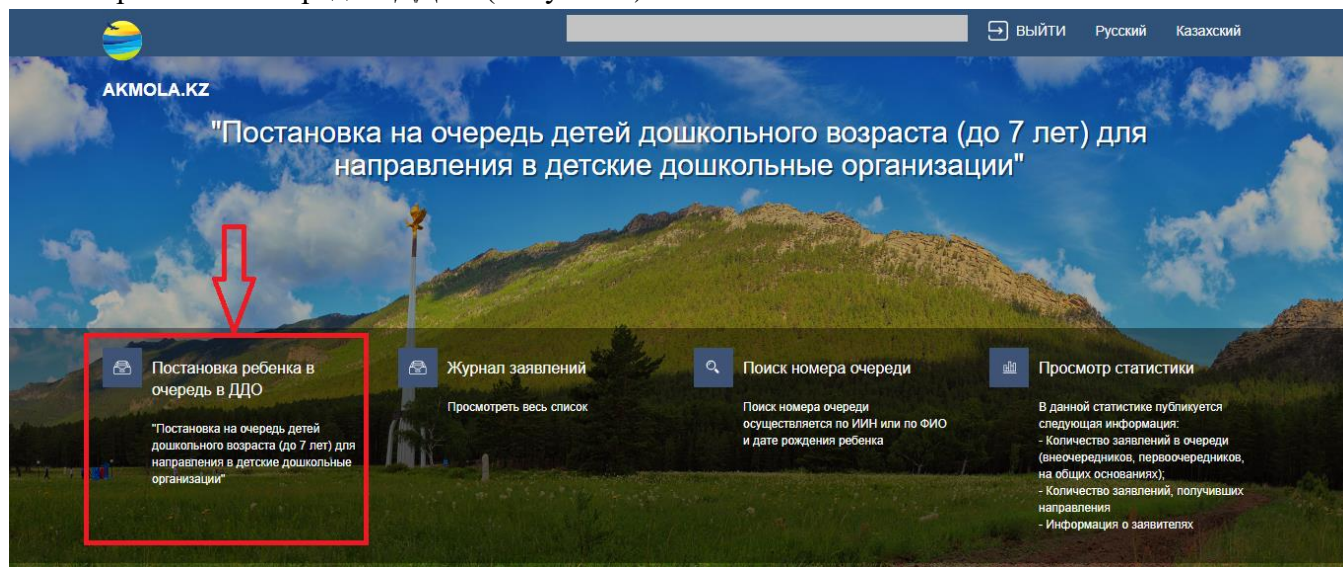 ВЫЙТИ Русский Казахский
AKMOLA.KZ
"Постановка на очередь детей дошкольного возраста (до 7 лет) для
направления в детские дошкольные организации"
Постановка ребенка в
очередь в ДДО
"Постановка на очередь детей
дошкольного возраста (до 7 лет) для
направления в детские дошкольные
организации"
Журнал заявлений
Просмотреть весь список
Поиск номера очереди
Поиск номера очереди
осуществляется по ИИН или по ФИО
и дате рождения ребенка
Просмотр статистики
В данной статистике публикуется
следующая информация:
- Количество заявлений в очереди
(внеочередников, первоочередников,
на общих основаниях);
- Количество заявлений, получивших
направления
- Информация о заявителях